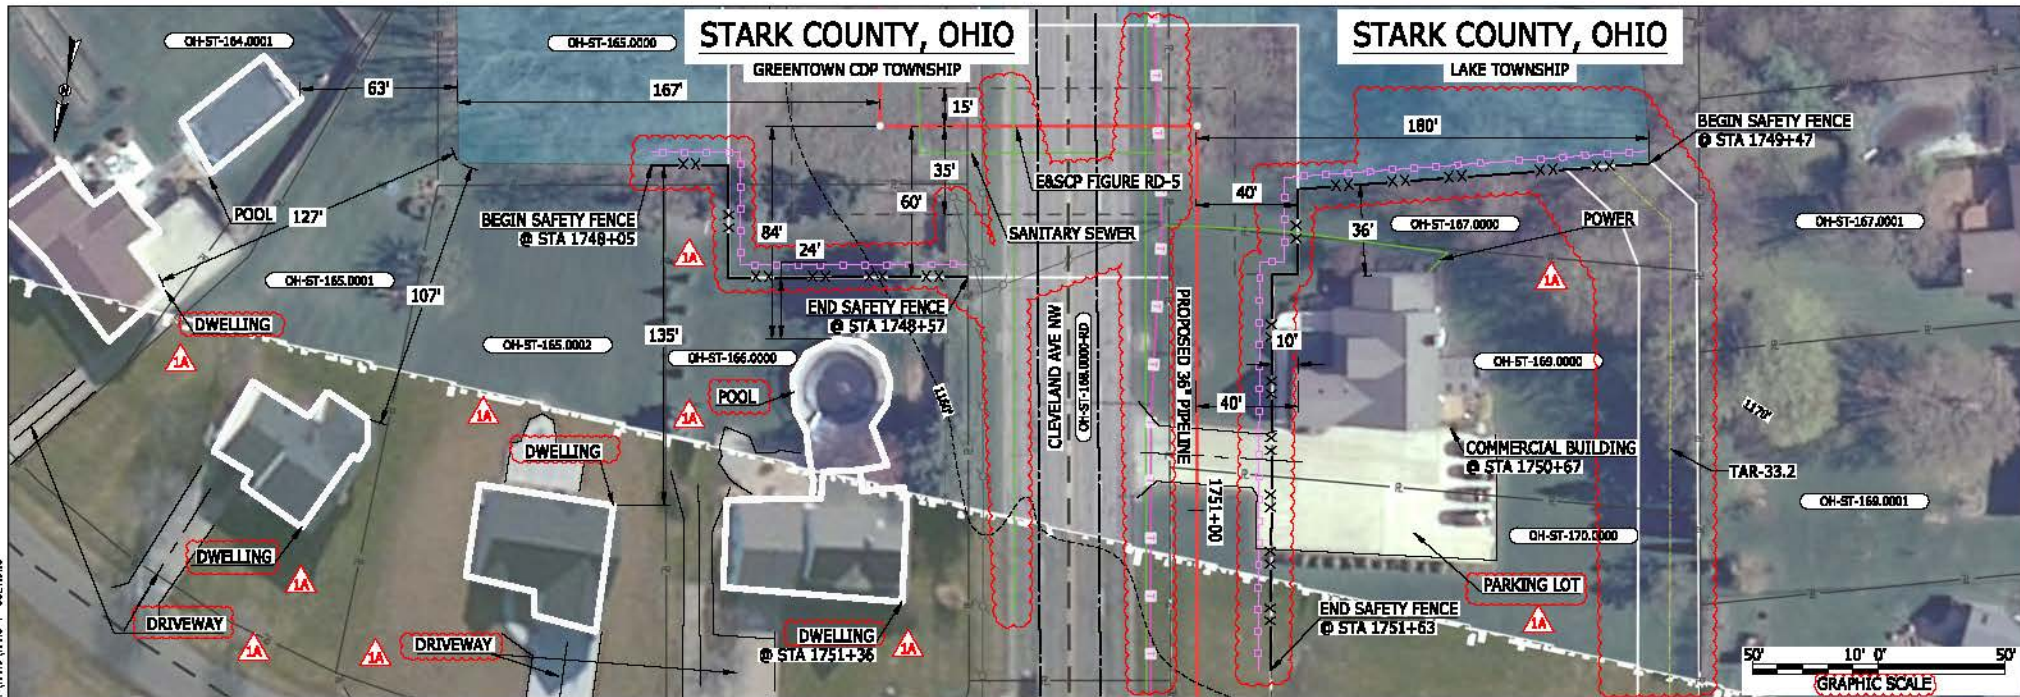 STARK COUNTY, OHIO
GREENTOWN CDP TOWNSHIP
STARK COUNTY, OHIO
LAKE TOWNSHIP
OH-ST-164.0001
OH-ST-165.0000
N
63'
167'
15'
180'
BEGIN SAFETY FENCE
@ STA 1749+47
35'
E&SCP FIGURE RD-5
40'
POOL
127'
BEGIN SAFETY FENCE
@ STA 1748+05
84'
60'
SANITARY SEWER
36'
OH-ST-167.0000
POWER
OH-ST-167.0001
1A
24'
1A
OH-ST-165.0001
107'
END SAFETY FENCE
@ STA 1748+57
DWELLING
135'
OH-ST-165.0002
OH-ST-166.0000
1A
CLEVELAND AVE NW
OH-ST-168.0000-RD
PROPOSED 36" PIPELINE
10'
OH-ST-169.0000
POOL
1160'
40'
1170'
1A
1A
DWELLING
COMMERCIAL BUILDING
@ STA 1750+67
TAR-33.2
1751+00
OH-ST-169.0001
OH-ST-170.0000
DWELLING
1A
PARKING LOT
DRIVEWAY
DRIVEWAY
DWELLING
@ STA 1751+36
END SAFETY FENCE
@ STA 1751+63
1A
1A
1A
1A
50' 10' 0' 50'
GRAPHIC SCALE